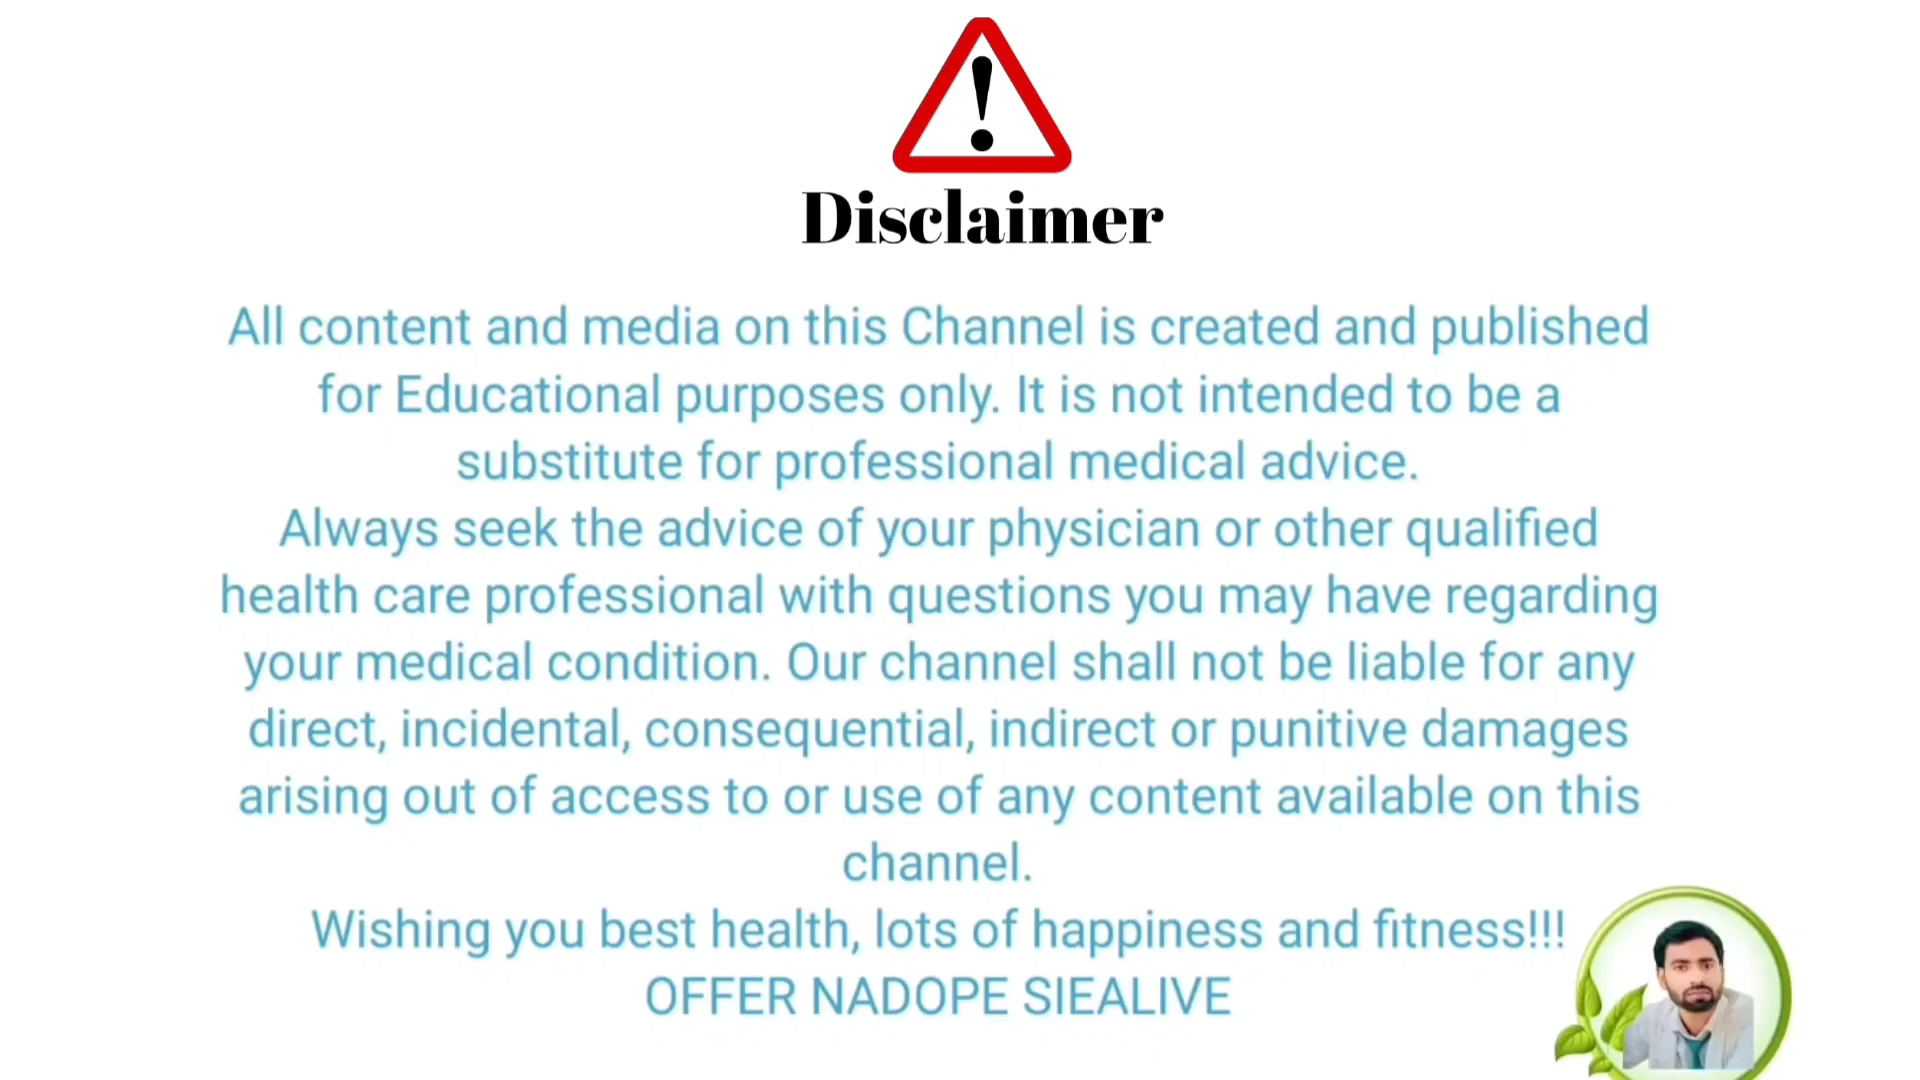 Disclaimer
All content and media on this Channel is created and published
for Educational purposes only. It is not intended to be a
substitute for professional medical advice.
Always seek the advice of your physician or other qualified
health care professional with questions you may have regarding
your medical condition. Our channel shall not be liable for any
direct, incidental, consequential, indirect or punitive damages
arising out of access to or use of any content available on this
channel.
Wishing you best health, lots of happiness and fitness!!!
OFFER NADOPE SIEALIVE